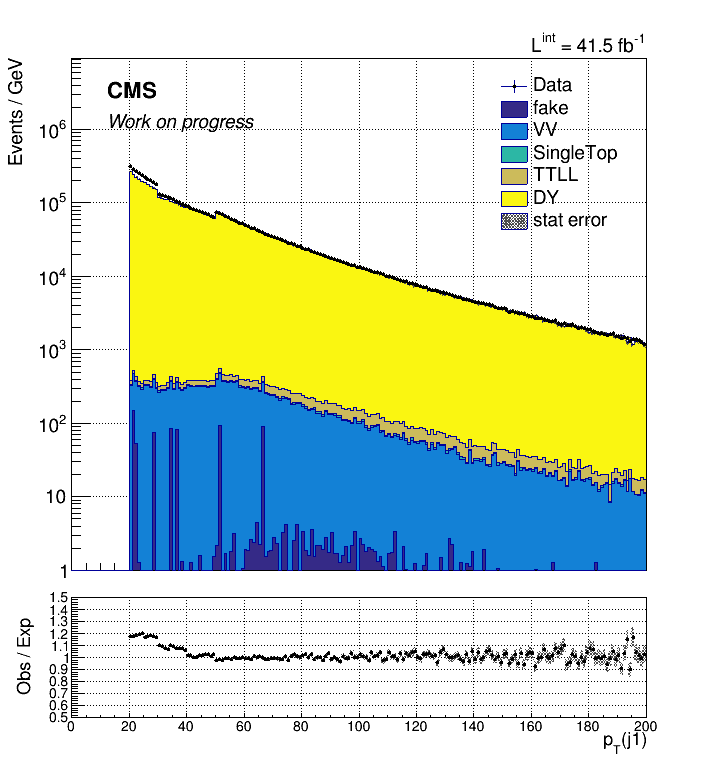 L^int = 41.5 fb^-1
Events / GeV
CMS
Work on progress
Data
fake
VV
SingleTop
TTLL
DY
stat error
10^6
10^5
10^4
10^3
10^2
10
1
Obs / Exp
1.5
1.4
1.3
1.2
1.1
1
0.9
0.8
0.7
0.6
0.5
0 20 40 60 80 100 120 140 160 180 200
p_T(j1)